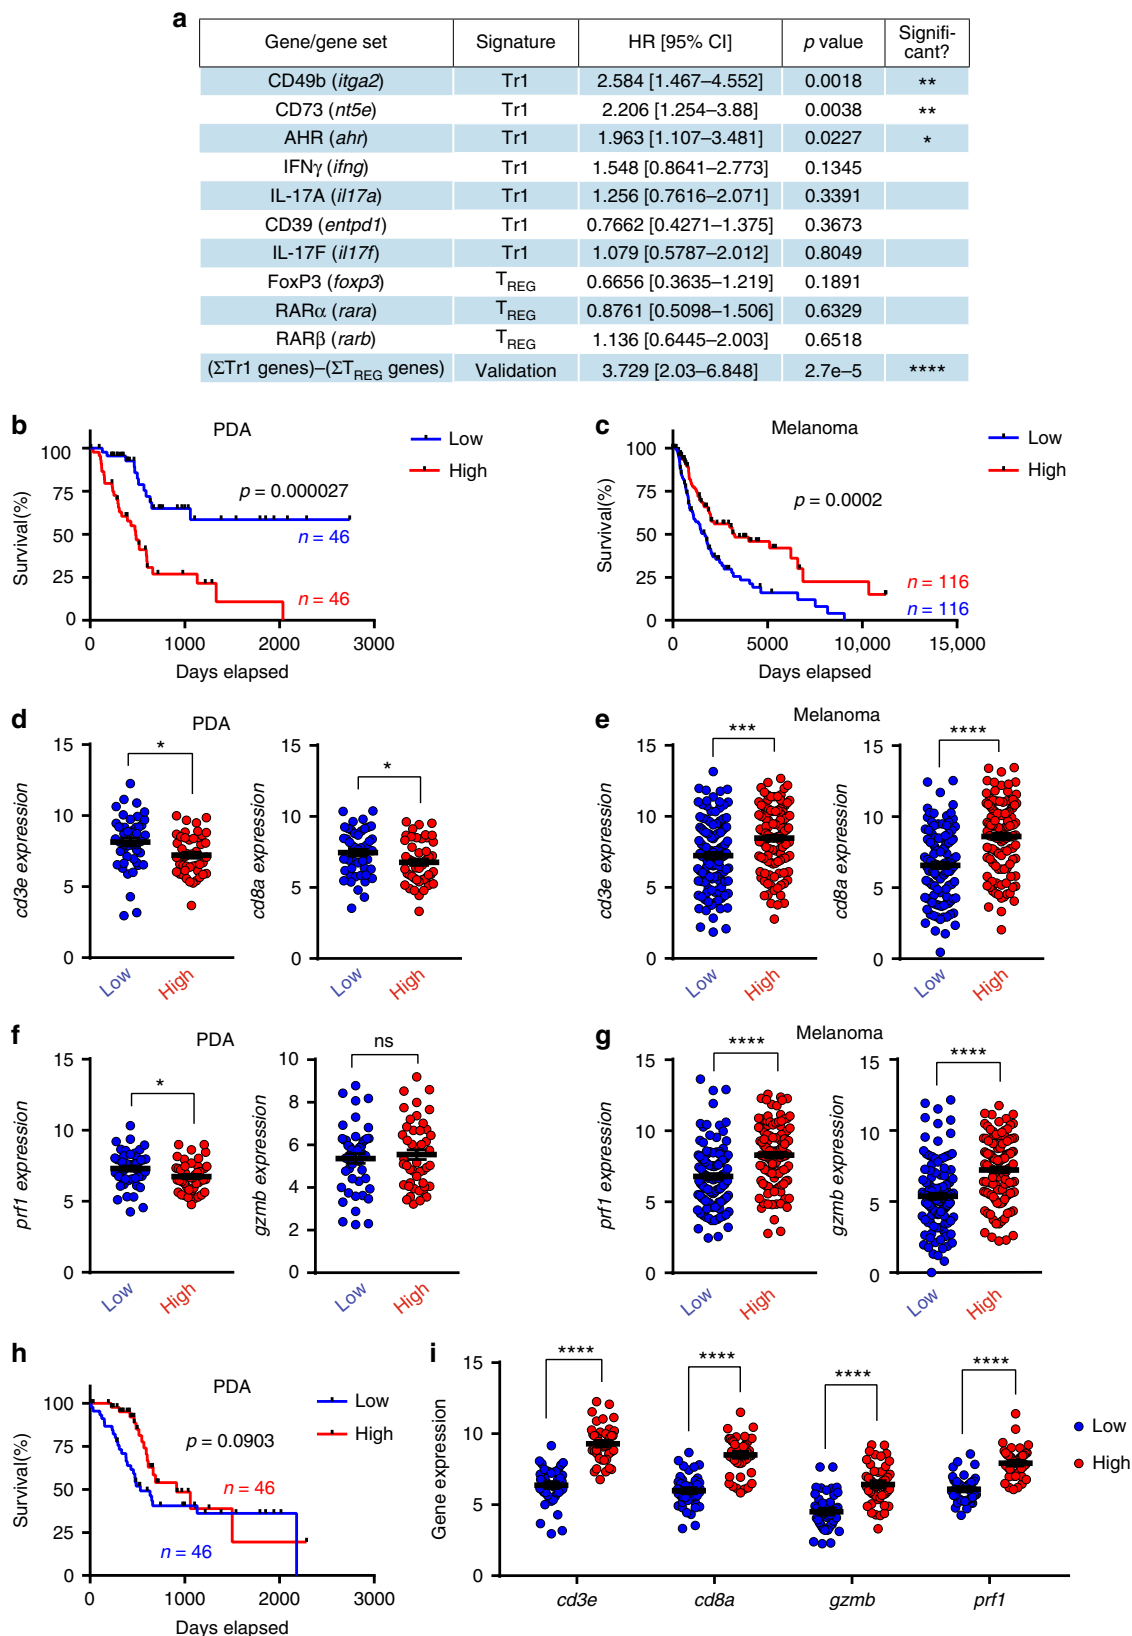 a
Gene/gene set Signature HR [95% CI] p value Signifi-
cant?
CD49b (itga2) Tr1 2.584 [1.467–4.552] 0.0018 **
CD73 (nt5e) Tr1 2.206 [1.254–3.88] 0.0038 **
AHR (ahr) Tr1 1.963 [1.107–3.481] 0.0227 *
IFNγ (ifng) Tr1 1.548 [0.8641–2.773] 0.1345
IL-17A (il17a) Tr1 1.256 [0.7616–2.071] 0.3391
CD39 (entpd1) Tr1 0.7662 [0.4271–1.375] 0.3673
IL-17F (il17f) Tr1 1.079 [0.5787–2.012] 0.8049
FoxP3 (foxp3) TREG 0.6656 [0.3635–1.219] 0.1891
RARα (rara) TREG 0.8761 [0.5098–1.506] 0.6329
RARβ (rarb) TREG 1.136 [0.6445–2.003] 0.6518
(ΣTr1 genes)–(ΣTREG genes) Validation 3.729 [2.03–6.848] 2.7e–5 ****
b
PDA
Low
High
Survival(%)
100
75
50
25
0
p = 0.000027
n = 46
n = 46
0 1000 2000 3000
Days elapsed
c
Melanoma
Low
High
Survival(%)
100
75
50
25
0
p = 0.0002
n = 116
n = 116
0 5000 10,000 15,000
Days elapsed
d
PDA
cd3e expression
15
10
5
0
*
Low High
cd8a expression
15
10
5
0
*
Low High
e
Melanoma
cd3e expression
15
10
5
0
***
Low High
cd8a expression
15
10
5
0
****
Low High
f
PDA
prf1 expression
15
10
5
0
*
Low High
gzmb expression
10
8
6
4
2
0
ns
Low High
g
Melanoma
prf1 expression
15
10
5
0
****
Low High
gzmb expression
15
10
5
0
****
Low High
h
PDA
Low
High
Survival(%)
100
75
50
25
0
p = 0.0903
n = 46
n = 46
0 1000 2000 3000
Days elapsed
i
Gene expression
15
10
5
0
**** **** **** ****
Low
High
cd3e cd8a gzmb prf1